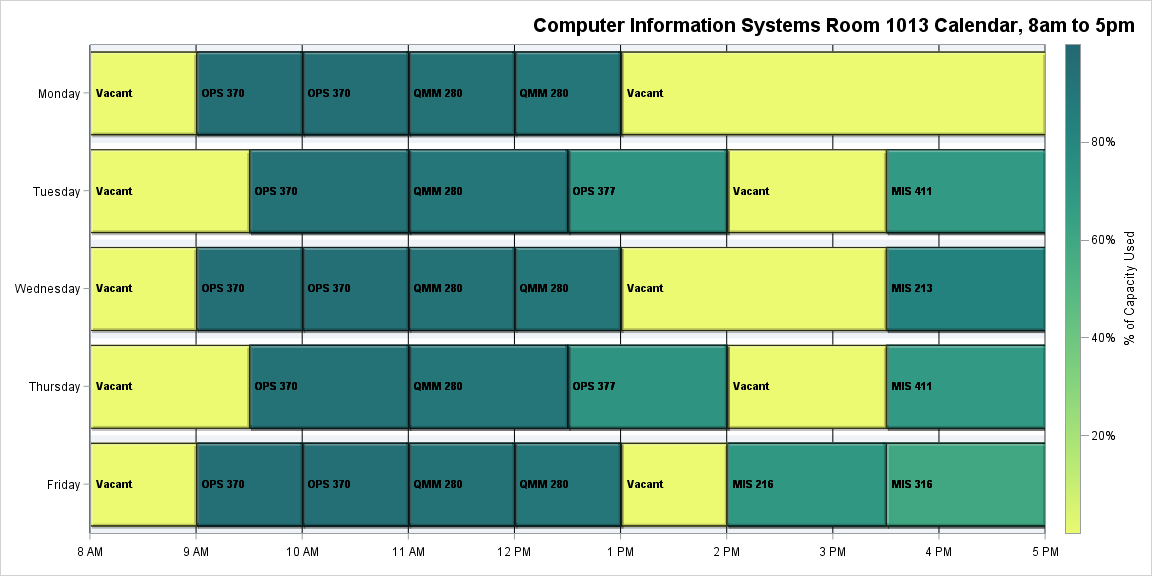 Computer Information Systems Room 1013 Calendar, 8am to 5pm
Monday Vacant OPS 370 OPS 370 QMM 280 QMM 280 Vacant
Tuesday Vacant OPS 370 QMM 280 OPS 377 Vacant MIS 411
Wednesday Vacant OPS 370 OPS 370 QMM 280 QMM 280 Vacant MIS 213
Thursday Vacant OPS 370 QMM 280 OPS 377 Vacant MIS 411
Friday Vacant OPS 370 OPS 370 QMM 280 QMM 280 Vacant MIS 216 MIS 316
8 AM 9 AM 10 AM 11 AM 12 PM 1 PM 2 PM 3 PM 4 PM 5 PM
80%
60%
40%
20%
% of Capacity Used